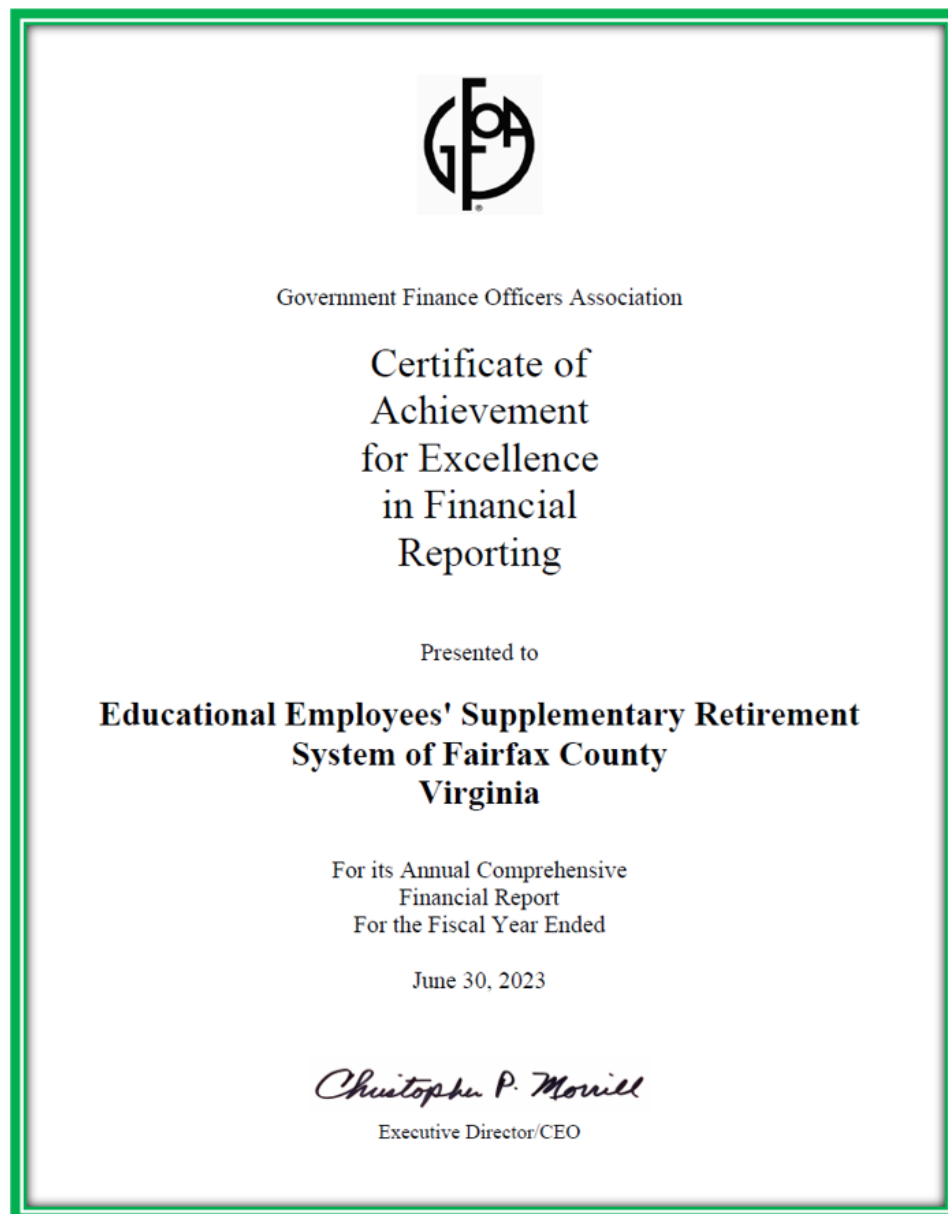 GFOA
®
Government Finance Officers Association
Certificate of
Achievement
for Excellence
in Financial
Reporting
Presented to
Educational Employees' Supplementary Retirement
System of Fairfax County
Virginia
For its Annual Comprehensive
Financial Report
For the Fiscal Year Ended
June 30, 2023
Christopher P. Morrill
Executive Director/CEO